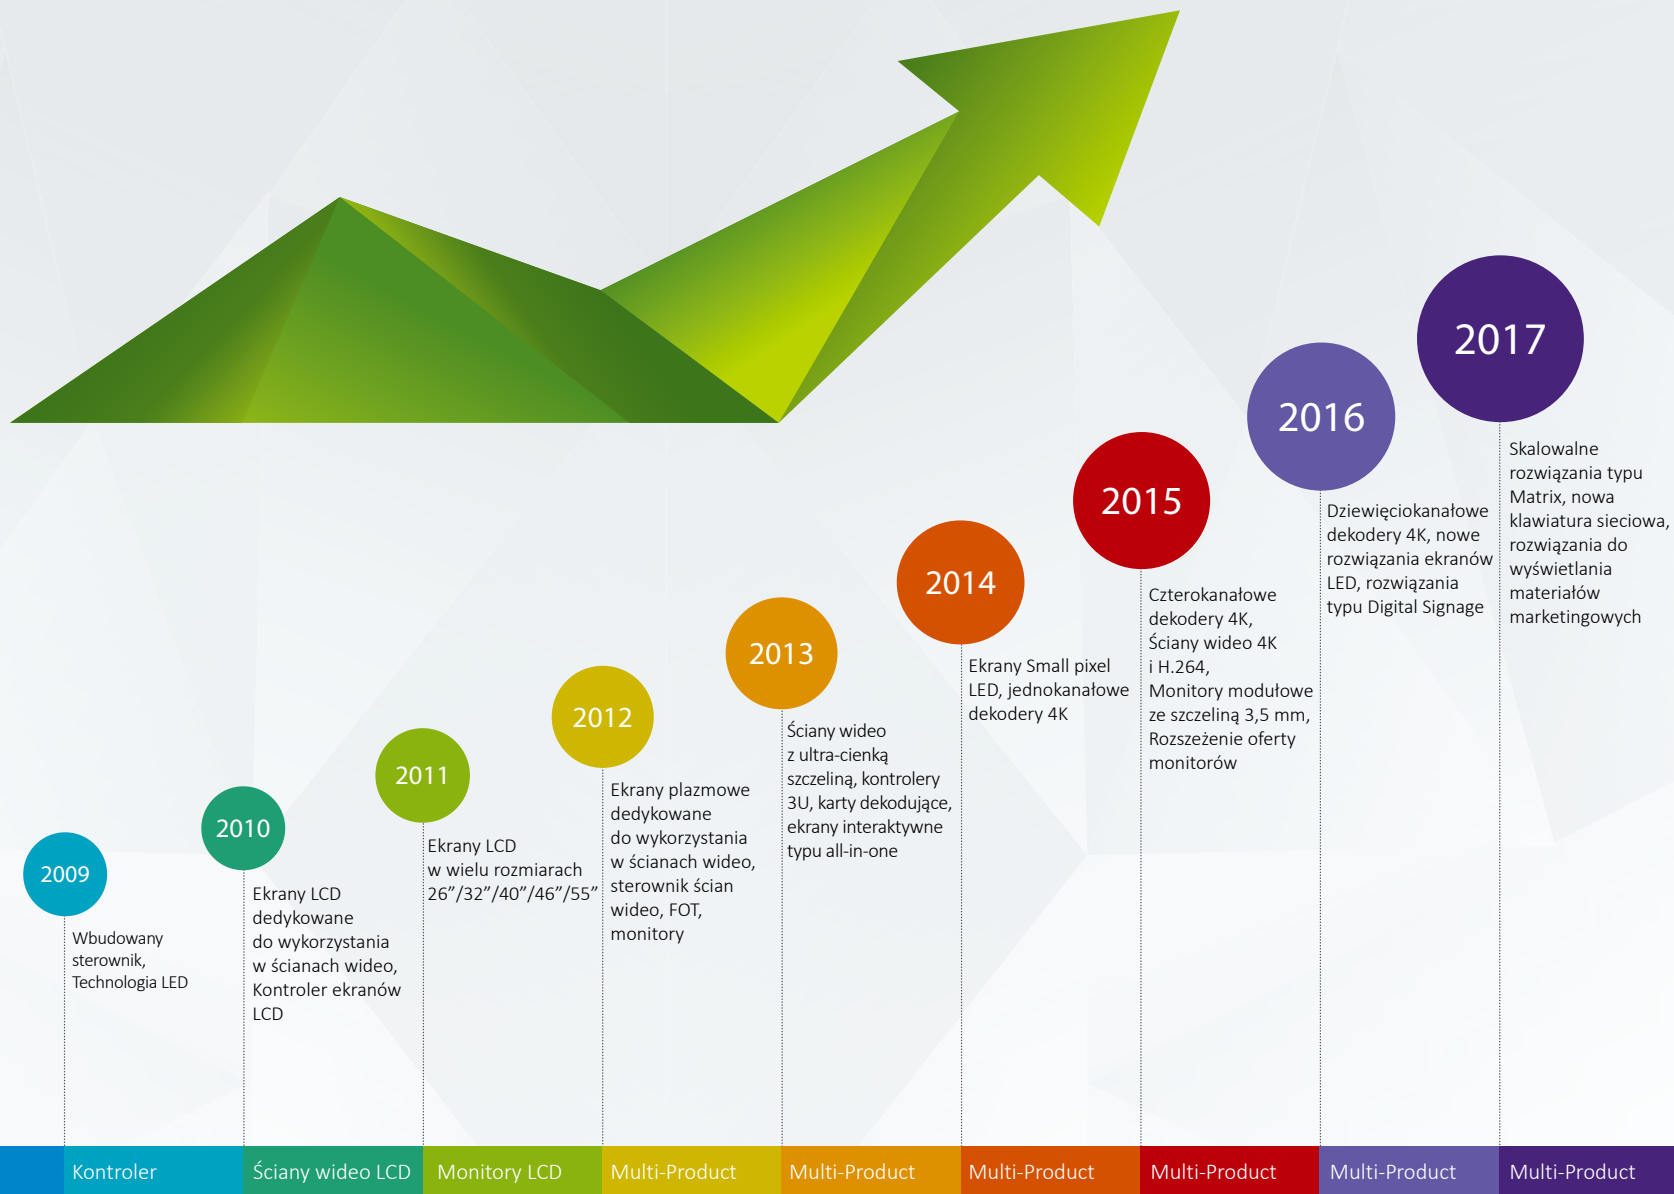 2009
Wbudowany
sterownik,
Technologia LED
2010
Ekrany LCD
dedykowane
do wykorzystania
w ścianach wideo,
Kontroler ekranów
LCD
2011
Ekrany LCD
w wielu rozmiarach
26”/32”/40”/46”/55”
2012
Ekrany plazmowe
dedykowane
do wykorzystania
w ścianach wideo,
sterownik ścian
wideo, FOT,
monitory
2013
Ściany wideo
z ultra-cienką
szczeliną, kontrolery
3U, karty dekodujące,
ekrany interaktywne
typu all-in-one
2014
Ekrany Small pixel
LED, jednokanałowe
dekodery 4K
2015
Czterokanałowe
dekodery 4K,
Ściany wideo 4K
i H.264,
Monitory modułowe
ze szczeliną 3,5 mm,
Rozszeżenie oferty
monitorów
2016
Dziewięciokanałowe
dekodery 4K, nowe
rozwiązania ekranów
LED, rozwiązania
typu Digital Signage
2017
Skalowalne
rozwiązania typu
Matrix, nowa
klawiatura sieciowa,
rozwiązania do
wyświetlania
materiałów
marketingowych
Kontroler
Ściany wideo LCD
Monitory LCD
Multi-Product
Multi-Product
Multi-Product
Multi-Product
Multi-Product
Multi-Product